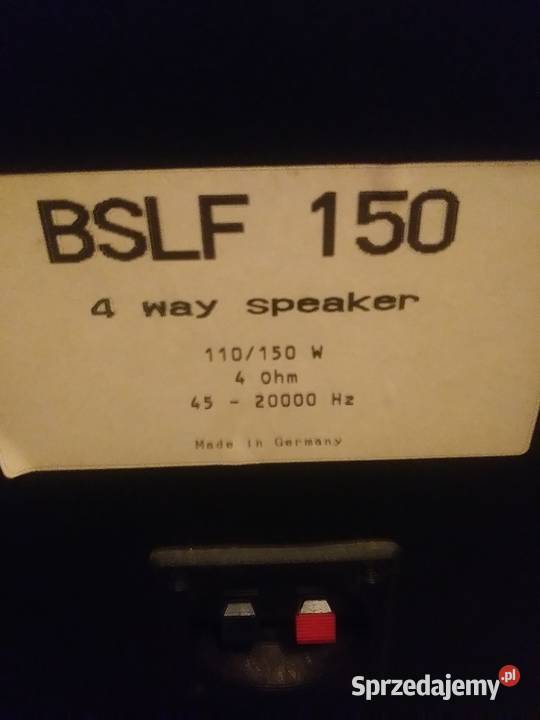 BSLF 150
4 way speaker
110/150 W
4 Ohm
45 - 20000 Hz
Made in Germany
Sprzedajemy.pl